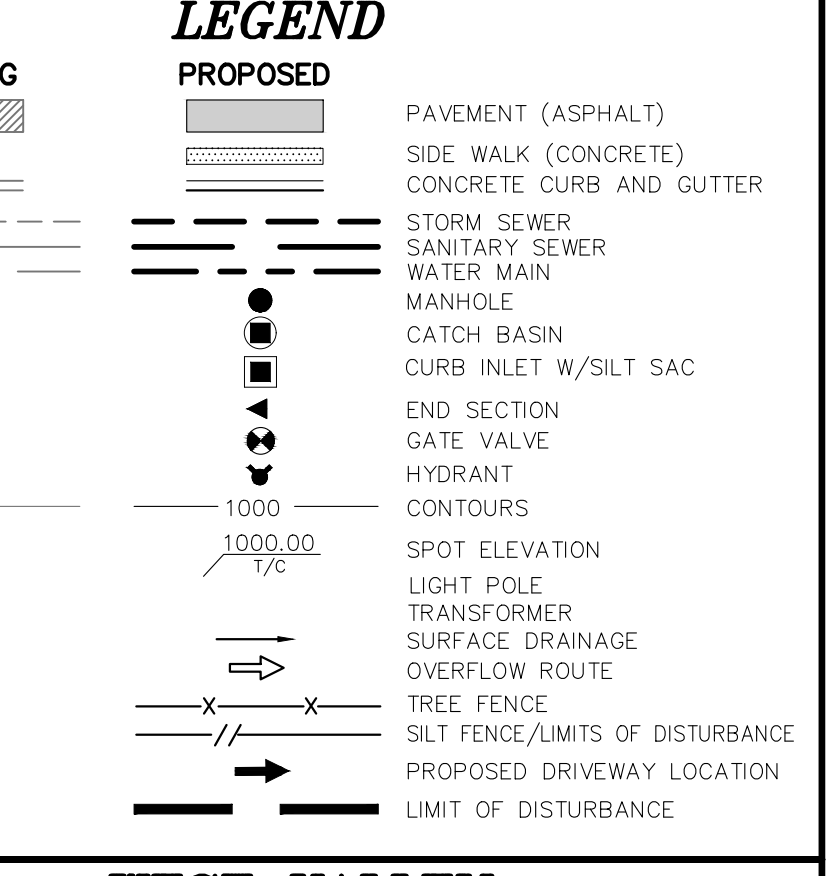 LEGEND
G PROPOSED
PAVEMENT (ASPHALT)
SIDE WALK (CONCRETE)
CONCRETE CURB AND GUTTER
STORM SEWER
SANITARY SEWER
WATER MAIN
MANHOLE
CATCH BASIN
CURB INLET W/SILT SAC
END SECTION
GATE VALVE
HYDRANT
1000 CONTOURS
1000.00
T/C
SPOT ELEVATION
LIGHT POLE
TRANSFORMER
SURFACE DRAINAGE
OVERFLOW ROUTE
X X TREE FENCE
// SILT FENCE/LIMITS OF DISTURBANCE
PROPOSED DRIVEWAY LOCATION
LIMIT OF DISTURBANCE